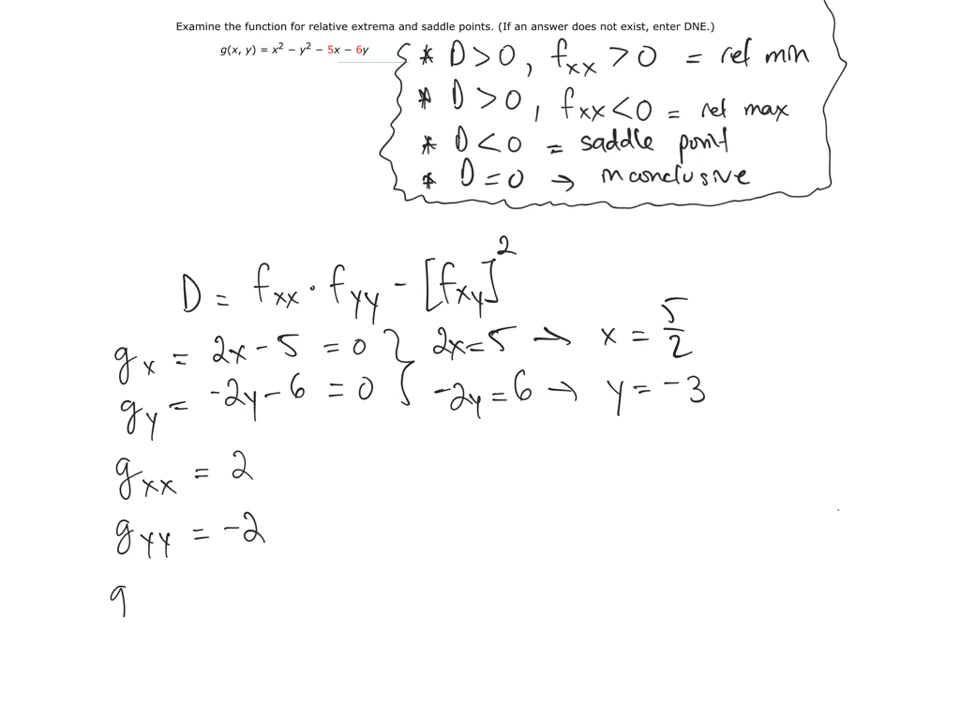 Examine the function for relative extrema and saddle points. (If an answer does not exist, enter DNE.)
g(x, y) = x² − y² − 5x − 6y
* D>0, fxx >0 = rel min
* D>0, fxx<0 = rel max
* D<0 = saddle point
* D=0 → inconclusive
D = fxx · fyy - [fxy]²
gx = 2x-5 = 0 } 2x=5 → x = 5/2
gy = -2y-6 = 0 } -2y=6 → y=-3
gxx = 2
gyy = -2
g